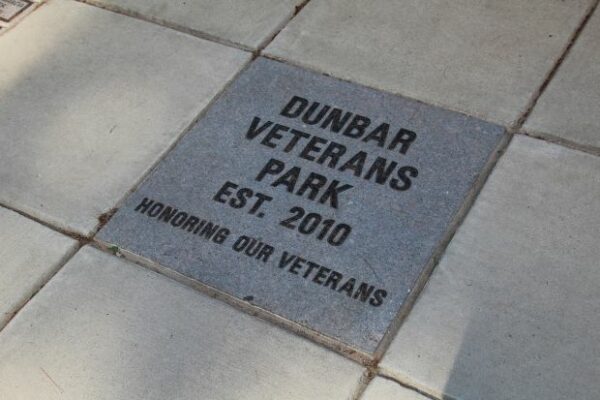 DUNBAR
VETERANS
PARK
EST. 2010
HONORING OUR VETERANS